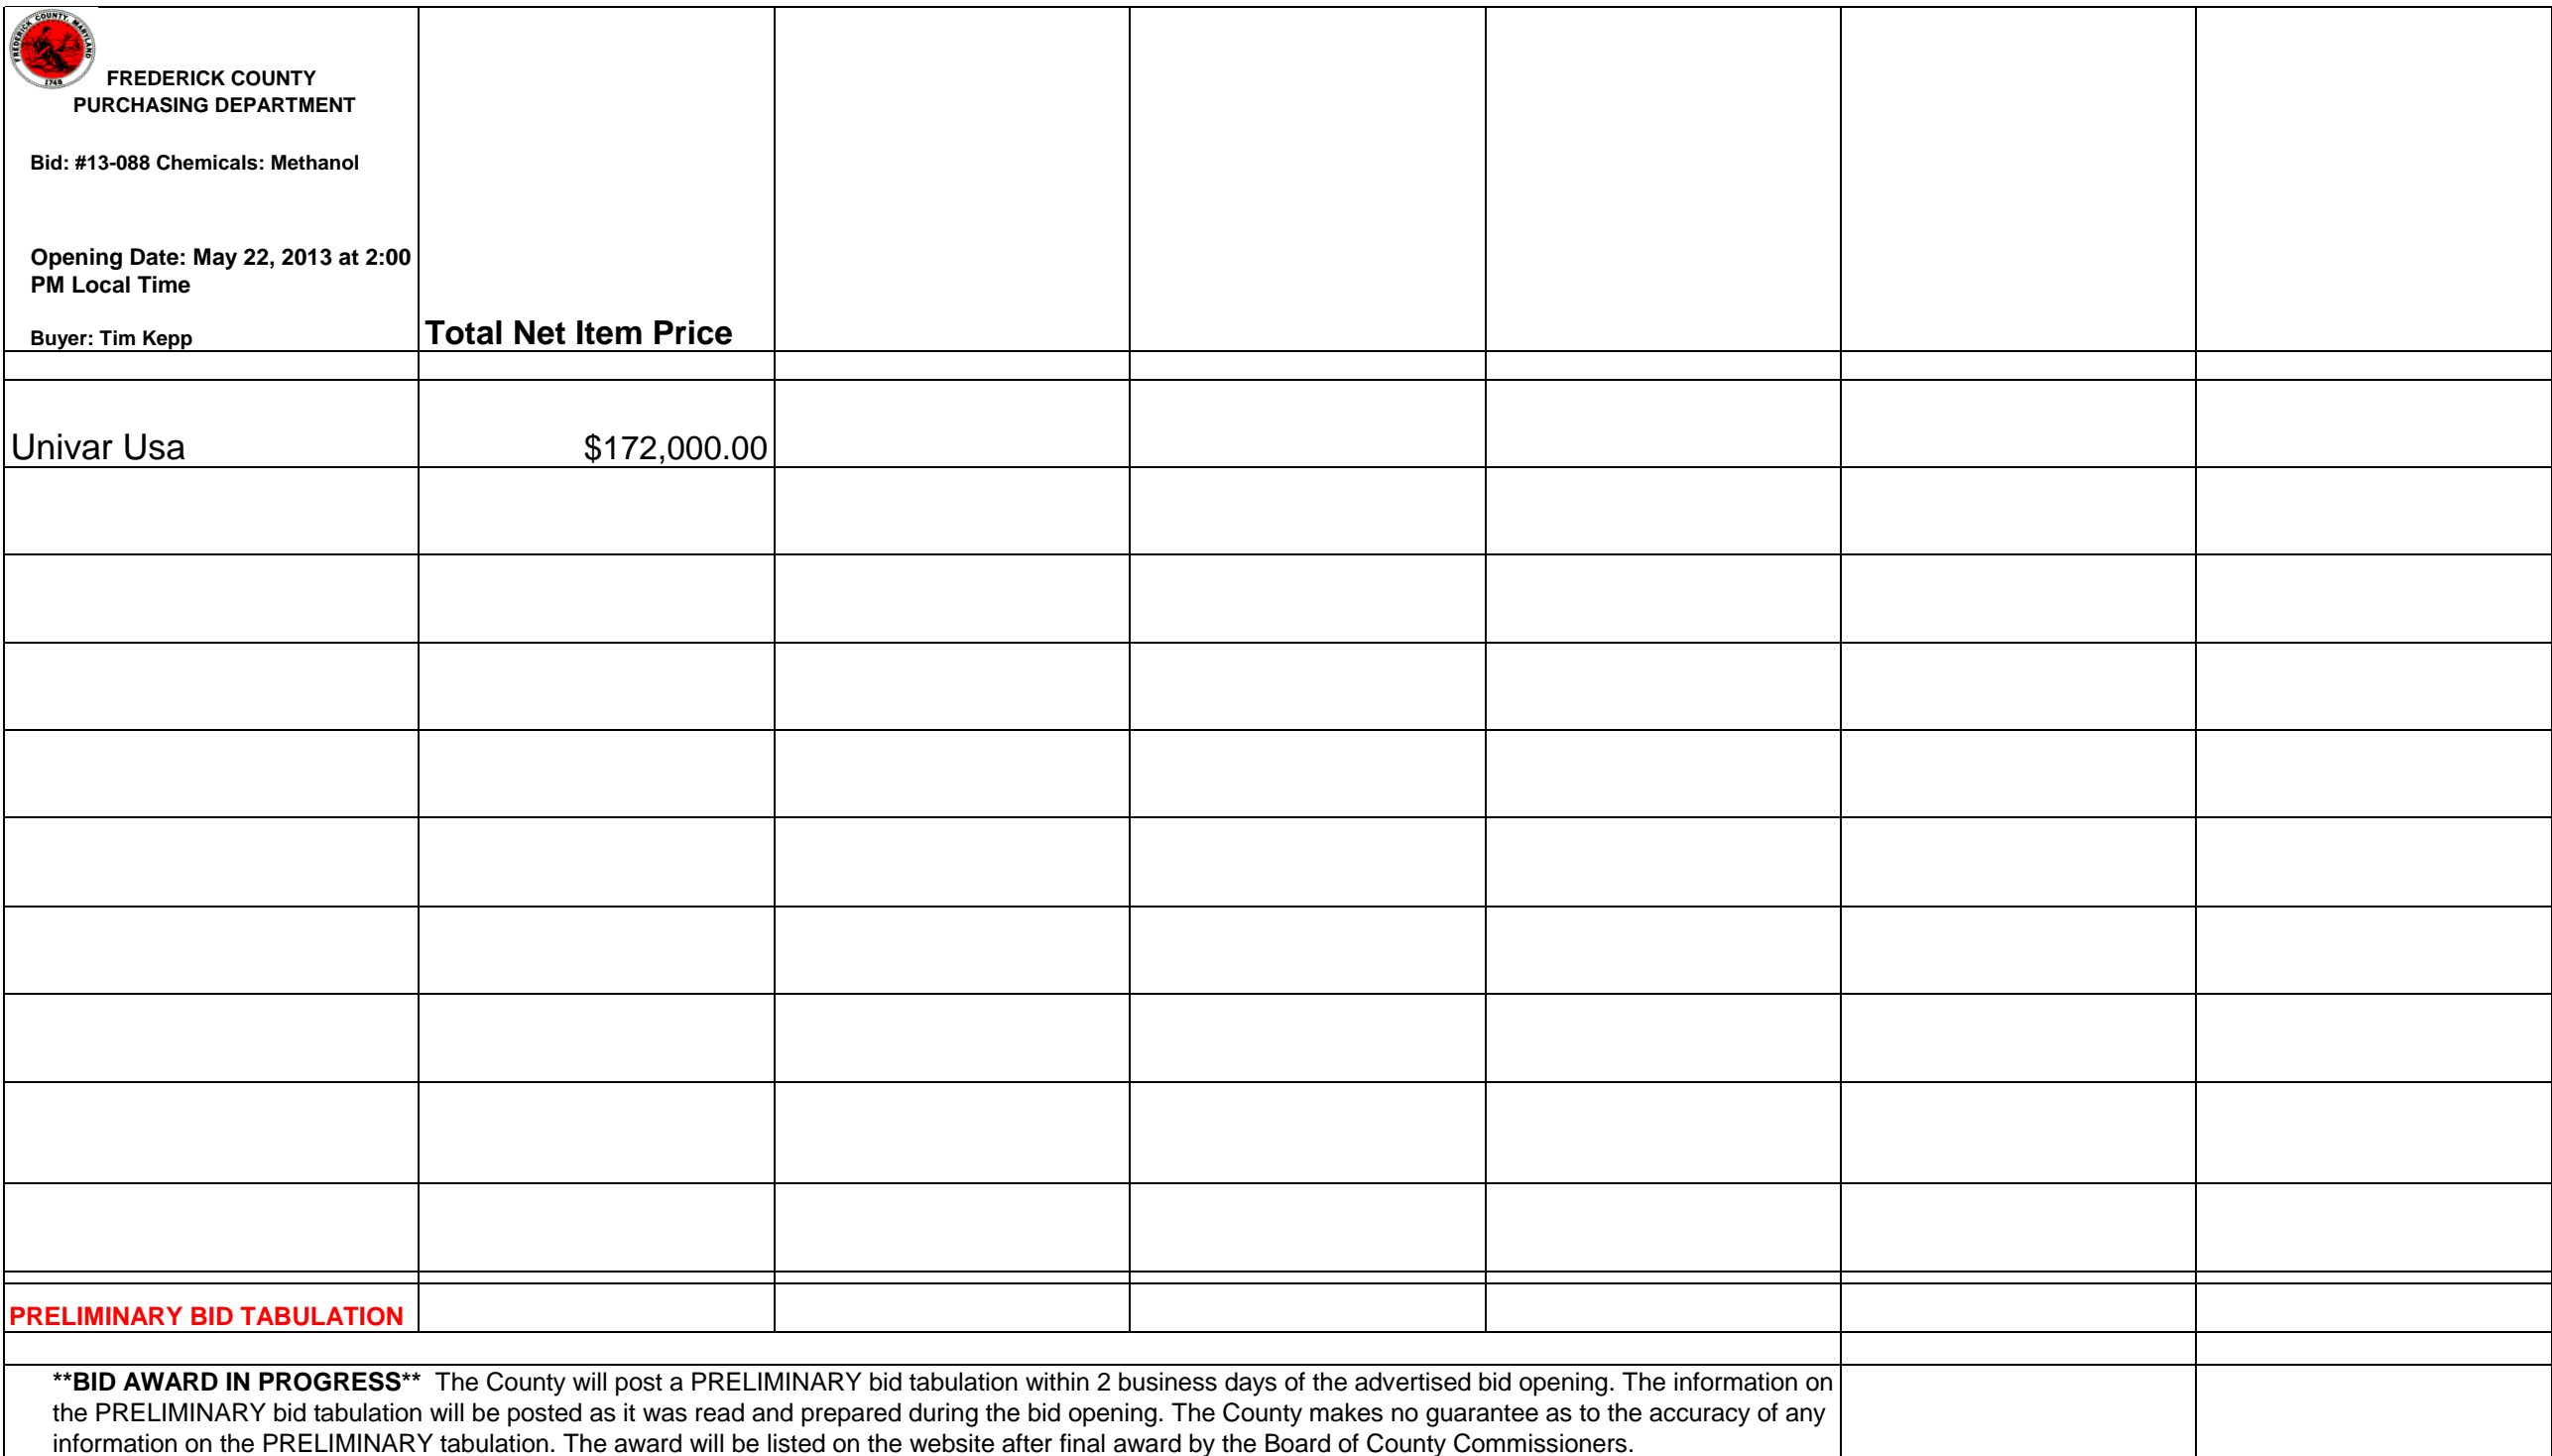 FREDERICK COUNTY, MARYLAND
1748
FREDERICK COUNTY
PURCHASING DEPARTMENT
Bid: #13-088 Chemicals: Methanol
Opening Date: May 22, 2013 at 2:00
PM Local Time
Buyer: Tim Kepp
Total Net Item Price
Univar Usa
$172,000.00
PRELIMINARY BID TABULATION
**BID AWARD IN PROGRESS** The County will post a PRELIMINARY bid tabulation within 2 business days of the advertised bid opening. The information on
the PRELIMINARY bid tabulation will be posted as it was read and prepared during the bid opening. The County makes no guarantee as to the accuracy of any
information on the PRELIMINARY tabulation. The award will be listed on the website after final award by the Board of County Commissioners.